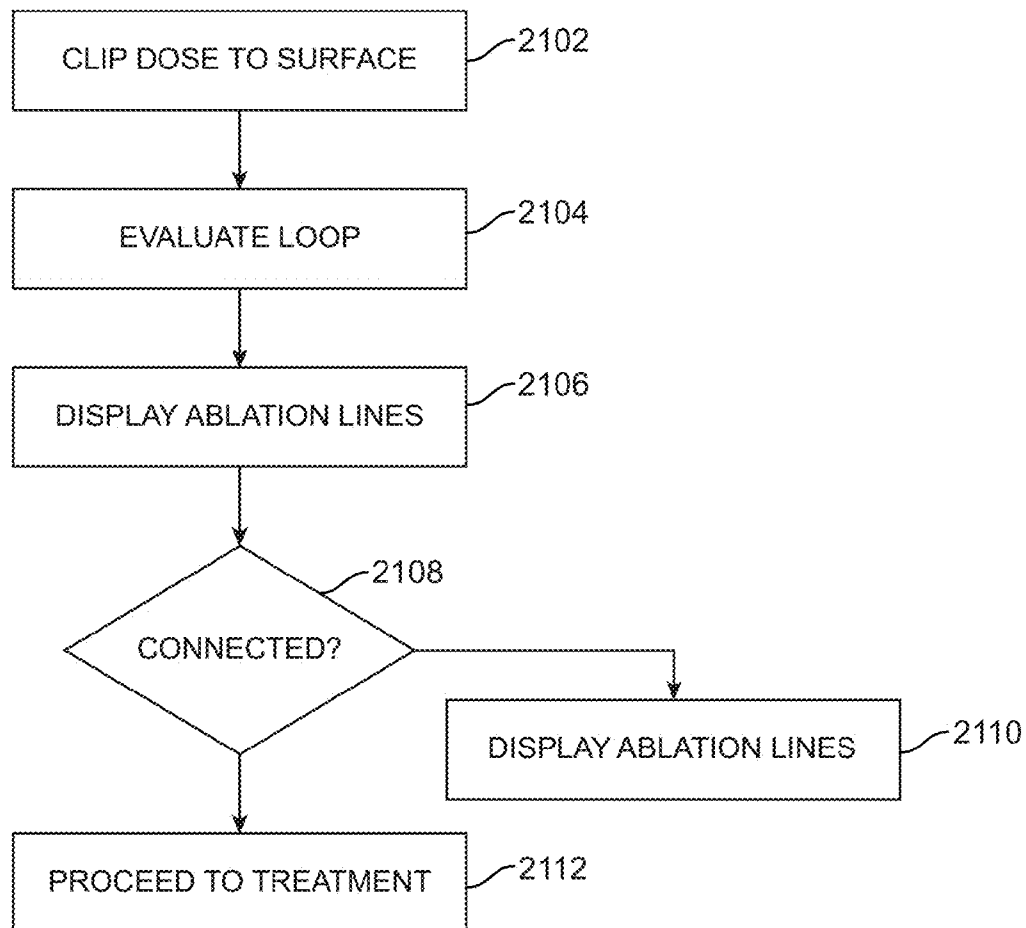 CLIP DOSE TO SURFACE
2102
EVALUATE LOOP
2104
DISPLAY ABLATION LINES
2106
CONNECTED?
2108
DISPLAY ABLATION LINES
2110
PROCEED TO TREATMENT
2112